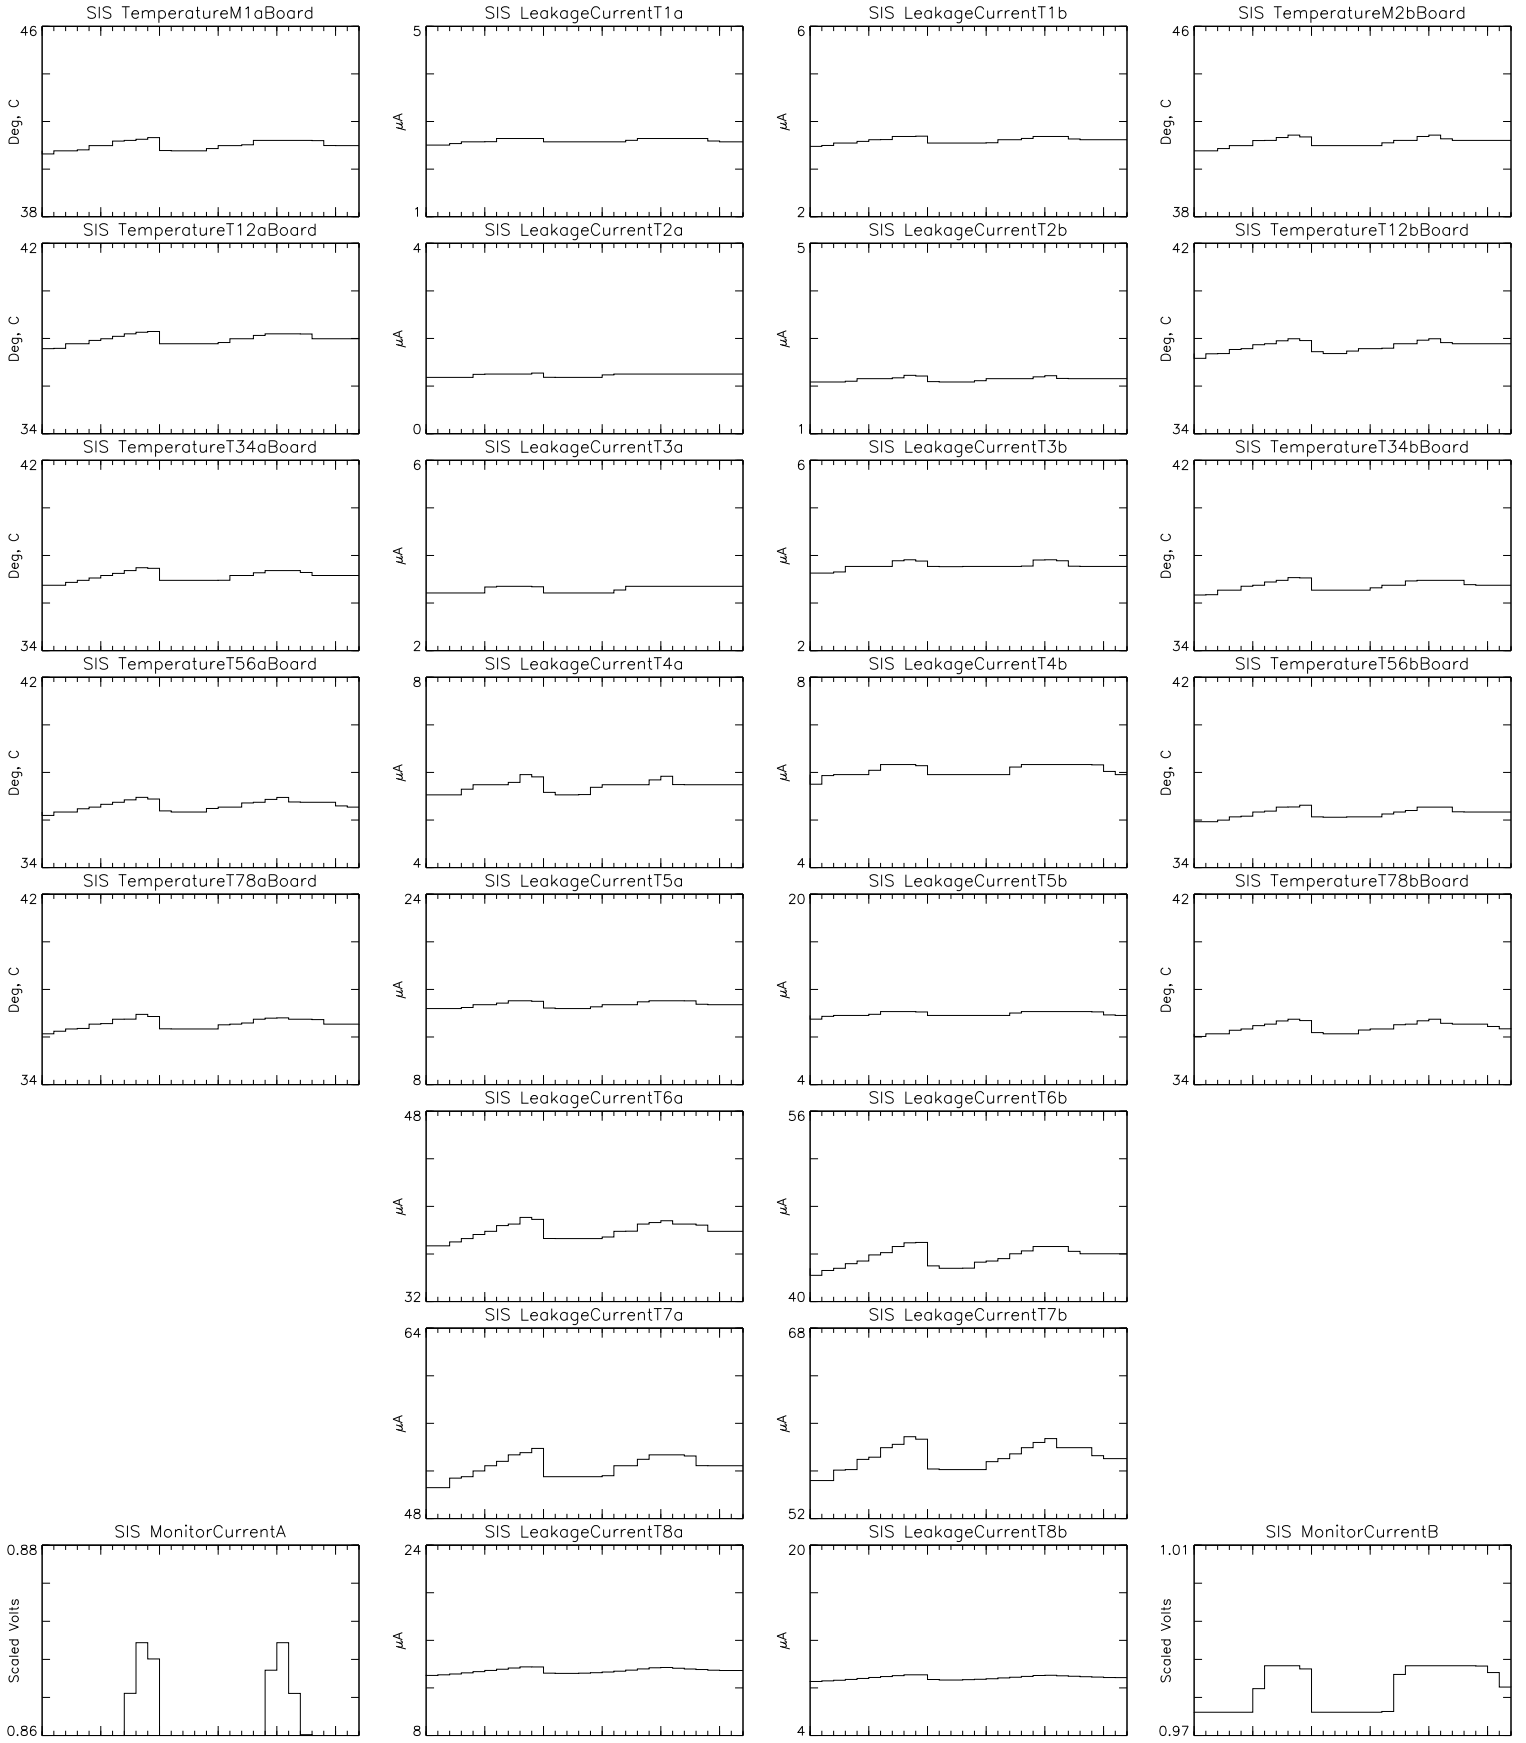 SIS TemperatureM1aBoard SIS LeakageCurrentT1a SIS LeakageCurrentT1b SIS TemperatureM2bBoard
46 5 6 46
Deg, C µA µA Deg, C
38 1 2 38
SIS TemperatureT12aBoard SIS LeakageCurrentT2a SIS LeakageCurrentT2b SIS TemperatureT12bBoard
42 4 5 42
Deg, C µA µA Deg, C
34 0 1 34
SIS TemperatureT34aBoard SIS LeakageCurrentT3a SIS LeakageCurrentT3b SIS TemperatureT34bBoard
42 6 6 42
Deg, C µA µA Deg, C
34 2 2 34
SIS TemperatureT56aBoard SIS LeakageCurrentT4a SIS LeakageCurrentT4b SIS TemperatureT56bBoard
42 8 8 42
Deg, C µA µA Deg, C
34 4 4 34
SIS TemperatureT78aBoard SIS LeakageCurrentT5a SIS LeakageCurrentT5b SIS TemperatureT78bBoard
42 24 20 42
Deg, C µA µA Deg, C
34 8 4 34
SIS LeakageCurrentT6a SIS LeakageCurrentT6b
48 56
µA µA
32 40
SIS LeakageCurrentT7a SIS LeakageCurrentT7b
64 68
µA µA
48 52
SIS MonitorCurrentA SIS LeakageCurrentT8a SIS LeakageCurrentT8b SIS MonitorCurrentB
0.88 24 20 1.01
Scaled Volts µA µA Scaled Volts
0.86 8 4 0.97